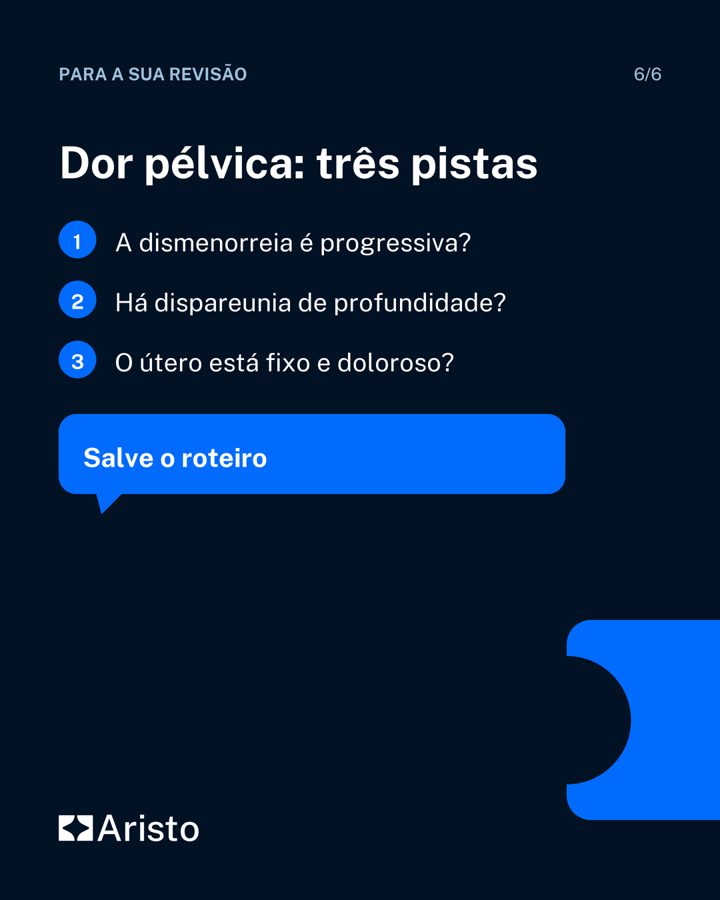 PARA A SUA REVISÃO
6/6
Dor pélvica: três pistas
1 A dismenorreia é progressiva?
2 Há dispareunia de profundidade?
3 O útero está fixo e doloroso?
Salve o roteiro
Aristo